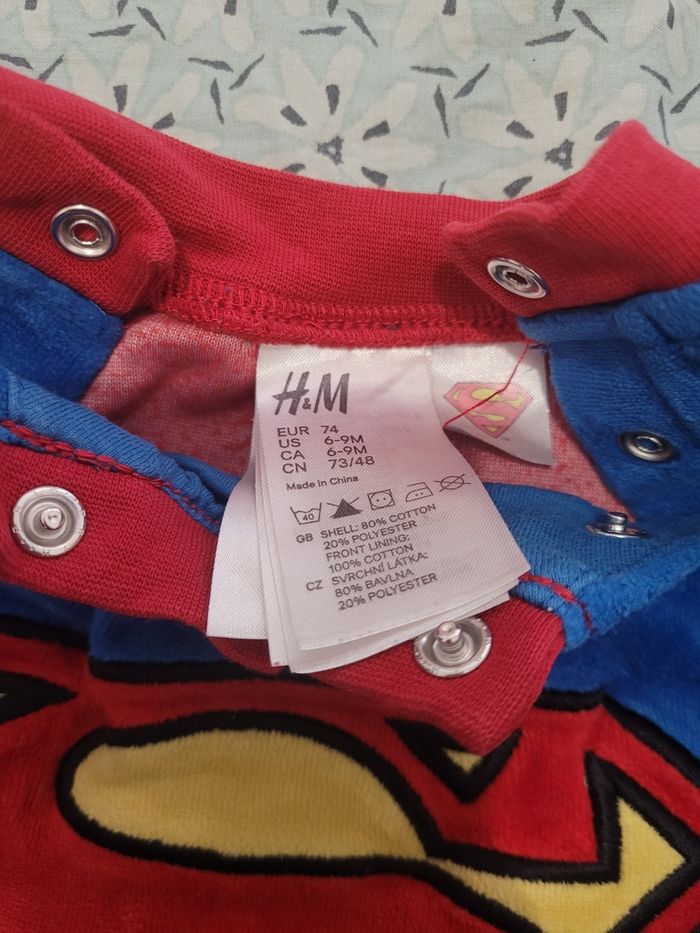 H&M
EUR 74
US 6-9M
CA 6-9M
CN 73/48
Made in China
40
GB SHELL: 80% COTTON
20% POLYESTER
FRONT LINING:
100% COTTON
CZ SVRCHNÍ LÁTKA:
80% BAVLNA
20% POLYESTER